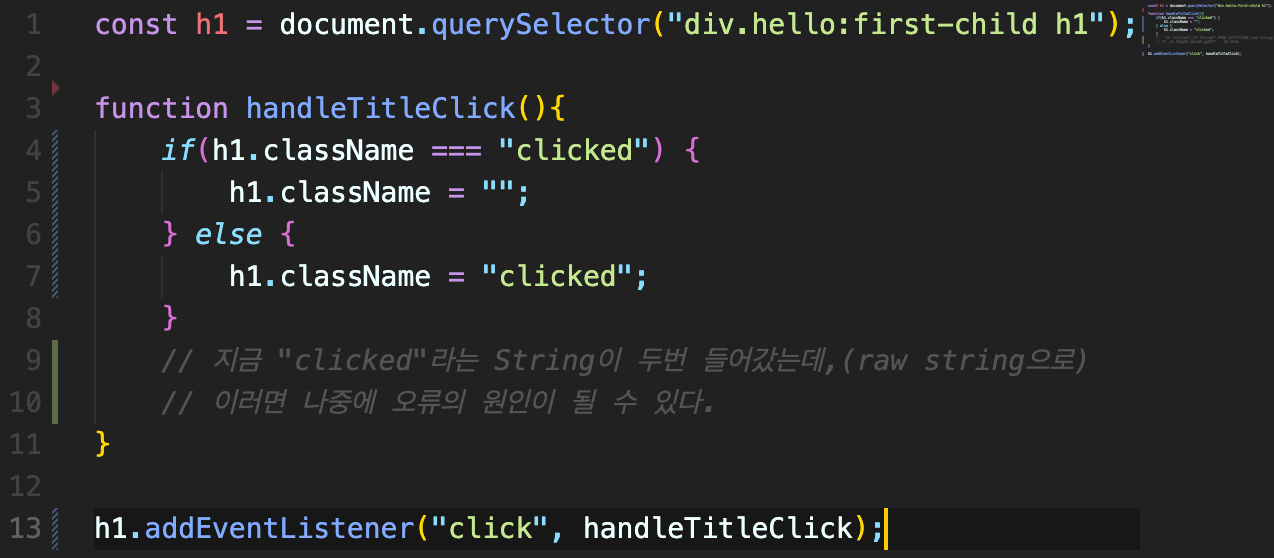 1 const h1 = document.querySelector("div.hello:first-child h1");
2
3 function handleTitleClick(){
4 if(h1.className === "clicked") {
5 h1.className = "";
6 } else {
7 h1.className = "clicked";
8 }
9 // 지금 "clicked"라는 String이 두번 들어갔는데,(raw string으로)
10 // 이러면 나중에 오류의 원인이 될 수 있다.
11 }
12
13 h1.addEventListener("click", handleTitleClick);